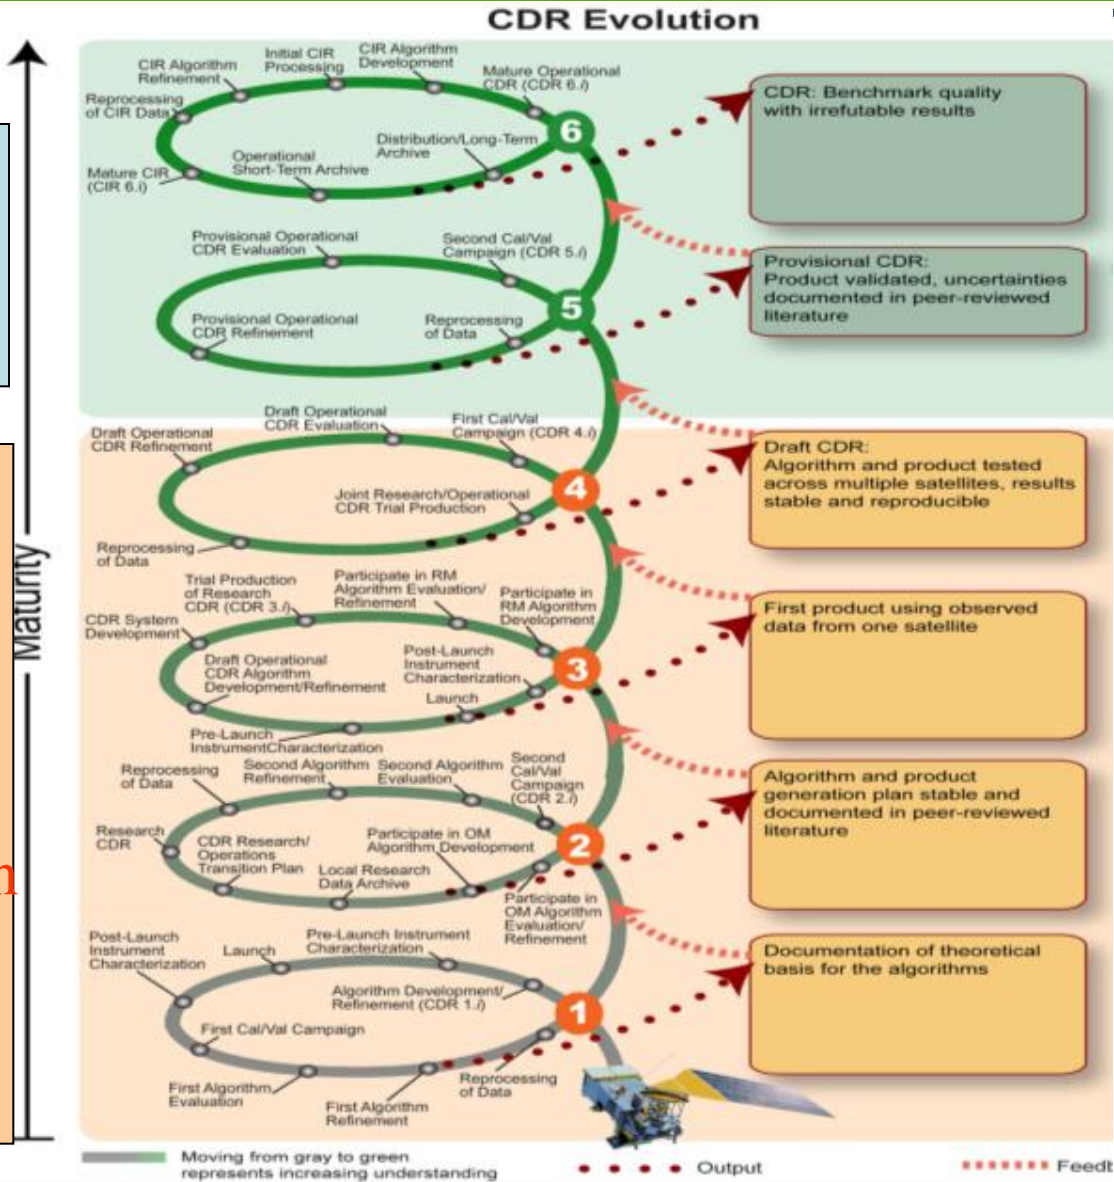 CDR Evolution
Maturity
CIR Algorithm
Refinement
Initial CIR
Processing
CIR Algorithm
Development
Mature Operational
CDR (CDR 6.i)
Reprocessing
of CIR Data
Distribution/Long-Term
Archive
Operational
Short-Term Archive
Mature CIR
(CIR 6.i)
6
CDR: Benchmark quality
with irrefutable results
Provisional Operational
CDR Evaluation
Second Cal/Val
Campaign (CDR 5.i)
Provisional Operational
CDR Refinement
Reprocessing
of Data
5
Provisional CDR:
Product validated, uncertainties
documented in peer-reviewed
literature
Draft Operational
CDR Evaluation
First Cal/Val
Campaign (CDR 4.i)
Draft Operational
CDR Refinement
Joint Research/Operational
CDR Trial Production
Reprocessing
of Data
4
Draft CDR:
Algorithm and product tested
across multiple satellites, results
stable and reproducible
Trial Production
of Research
CDR (CDR 3.i)
Participate in RM
Algorithm Evaluation/
Refinement
Participate in
RM Algorithm
Development
CDR System
Development
Draft Operational
CDR Algorithm
Development/Refinement
Post-Launch
Instrument
Characterization
Launch
Pre-Launch
InstrumentCharacterization
3
First product using observed
data from one satellite
Reprocessing
of Data
Second Algorithm
Refinement
Second Algorithm
Evaluation
Second
Cal/Val
Campaign
(CDR 2.i)
Research
CDR
CDR Research/
Operations
Transition Plan
Participate in OM
Algorithm Development
Local Research
Data Archive
Participate in
OM Algorithm
Evaluation/
Refinement
2
Algorithm and product
generation plan stable and
documented in peer-reviewed
literature
Post-Launch
Instrument
Characterization
Launch
Pre-Launch Instrument
Characterization
Algorithm Development/
Refinement (CDR 1.i)
First Cal/Val Campaign
First Algorithm
Evaluation
First Algorithm
Refinement
Reprocessing
of Data
1
Documentation of theoretical
basis for the algorithms
Moving from gray to green
represents increasing understanding
Output